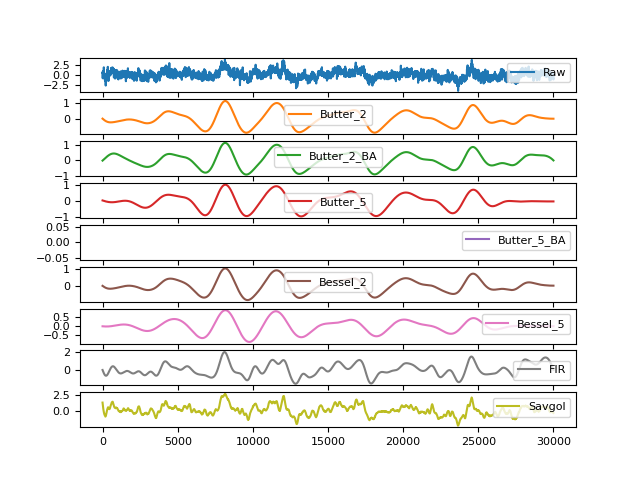 2.5
0.0
−2.5
Raw
1
0
Butter_2
1
0
−1
Butter_2_BA
1
0
−1
Butter_5
0.05
0.00
−0.05
Butter_5_BA
1
0
Bessel_2
0.5
0.0
−0.5
Bessel_5
2
0
FIR
2.5
0.0
Savgol
0 5000 10000 15000 20000 25000 30000